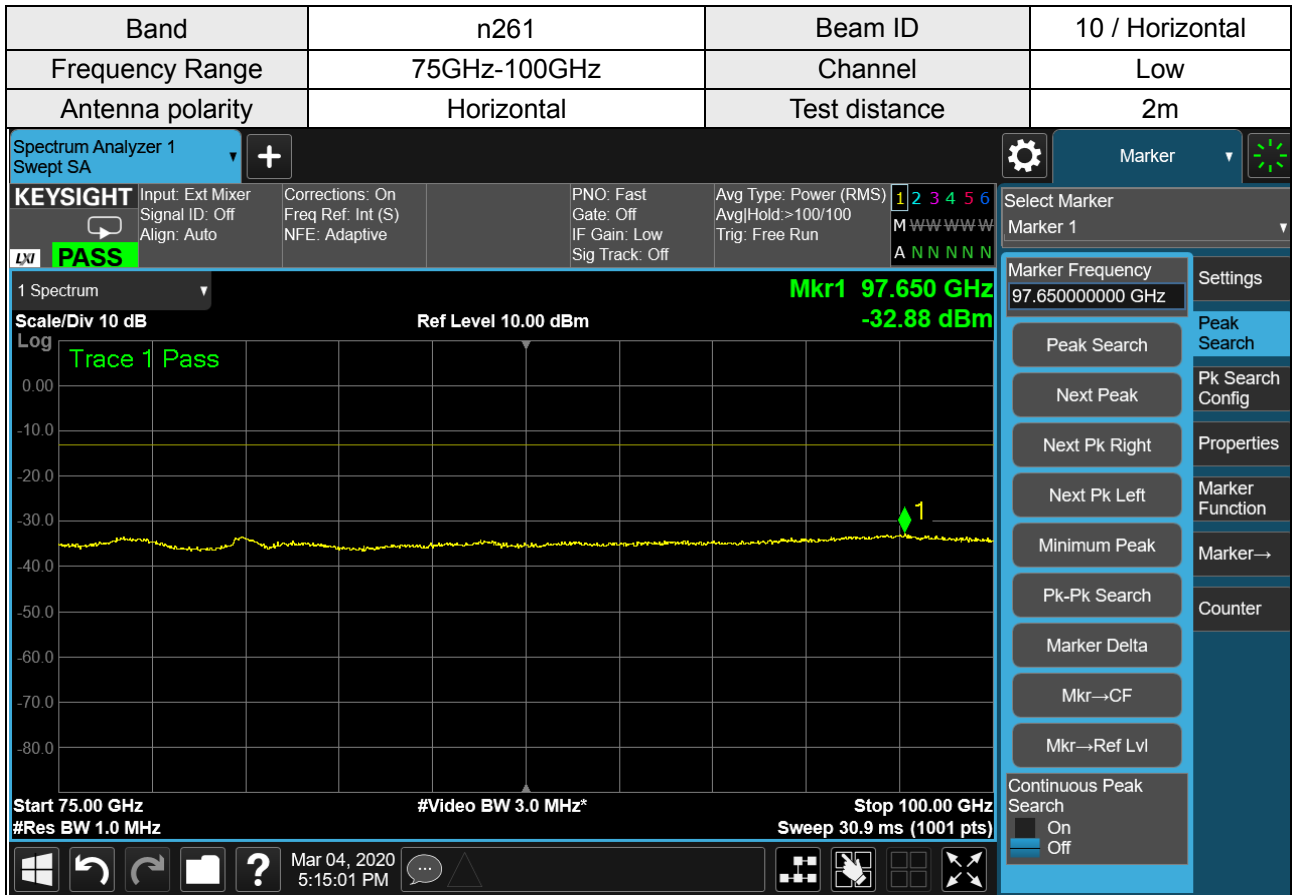 Band n261 Beam ID 10 / Horizontal
Frequency Range 75GHz-100GHz Channel Low
Antenna polarity Horizontal Test distance 2m
Spectrum Analyzer 1
Swept SA
Marker
KEYSIGHT
LXI PASS
Input: Ext Mixer
Signal ID: Off
Align: Auto
Corrections: On
Freq Ref: Int (S)
NFE: Adaptive
PNO: Fast
Gate: Off
IF Gain: Low
Sig Track: Off
Avg Type: Power (RMS)
Avg|Hold:>100/100
Trig: Free Run
1 2 3 4 5 6
M W W W W W
A N N N N N
Select Marker
Marker 1
1 Spectrum
Mkr1 97.650 GHz
-32.88 dBm
Scale/Div 10 dB
Ref Level 10.00 dBm
Log
Trace 1 Pass
0.00
-10.0
-20.0
-30.0
-40.0
-50.0
-60.0
-70.0
-80.0
1
Start 75.00 GHz
#Res BW 1.0 MHz
#Video BW 3.0 MHz*
Stop 100.00 GHz
Sweep 30.9 ms (1001 pts)
Marker Frequency
97.650000000 GHz
Peak Search
Next Peak
Next Pk Right
Next Pk Left
Minimum Peak
Pk-Pk Search
Marker Delta
Mkr→CF
Mkr→Ref Lvl
Continuous Peak
Search
On
Off
Settings
Peak
Search
Pk Search
Config
Properties
Marker
Function
Marker→
Counter
?
Mar 04, 2020
5:15:01 PM